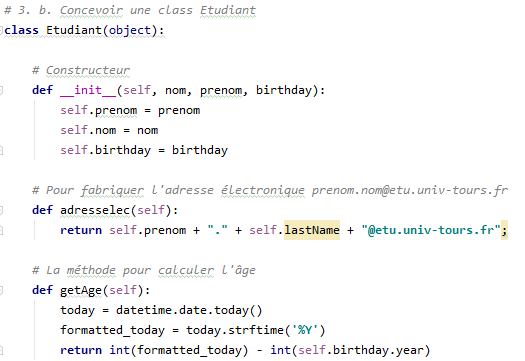 # 3. b. Concevoir une class Etudiant
class Etudiant(object):
# Constructeur
def __init__(self, nom, prenom, birthday):
self.prenom = prenom
self.nom = nom
self.birthday = birthday
# Pour fabriquer l'adresse électronique prenom.nom@etu.univ-tours.fr
def adresselec(self):
return self.prenom + "." + self.lastName + "@etu.univ-tours.fr";
# La méthode pour calculer l'âge
def getAge(self):
today = datetime.date.today()
formatted_today = today.strftime('%Y')
return int(formatted_today) - int(self.birthday.year)